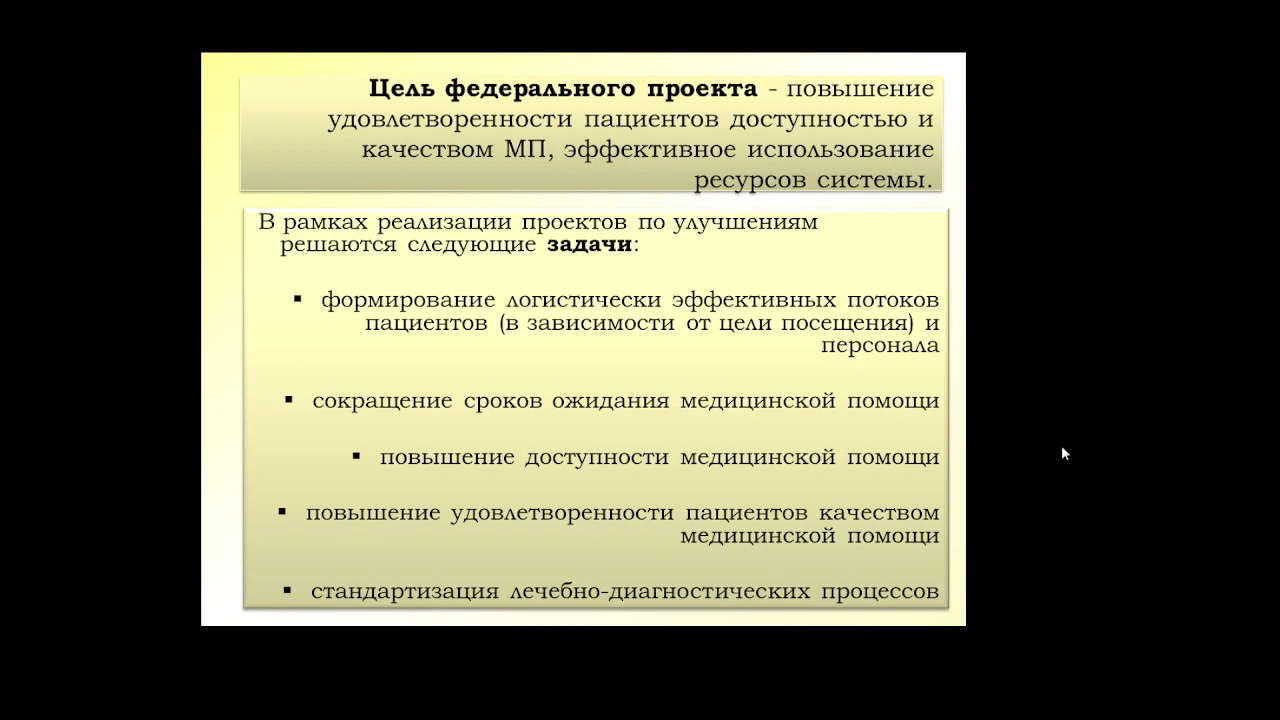 Цель федерального проекта - повышение
удовлетворенности пациентов доступностью и
качеством МП, эффективное использование
ресурсов системы.
В рамках реализации проектов по улучшениям
решаются следующие задачи:
▪ формирование логистически эффективных потоков
пациентов (в зависимости от цели посещения) и
персонала
▪ сокращение сроков ожидания медицинской помощи
▪ повышение доступности медицинской помощи
▪ повышение удовлетворенности пациентов качеством
медицинской помощи
▪ стандартизация лечебно-диагностических процессов